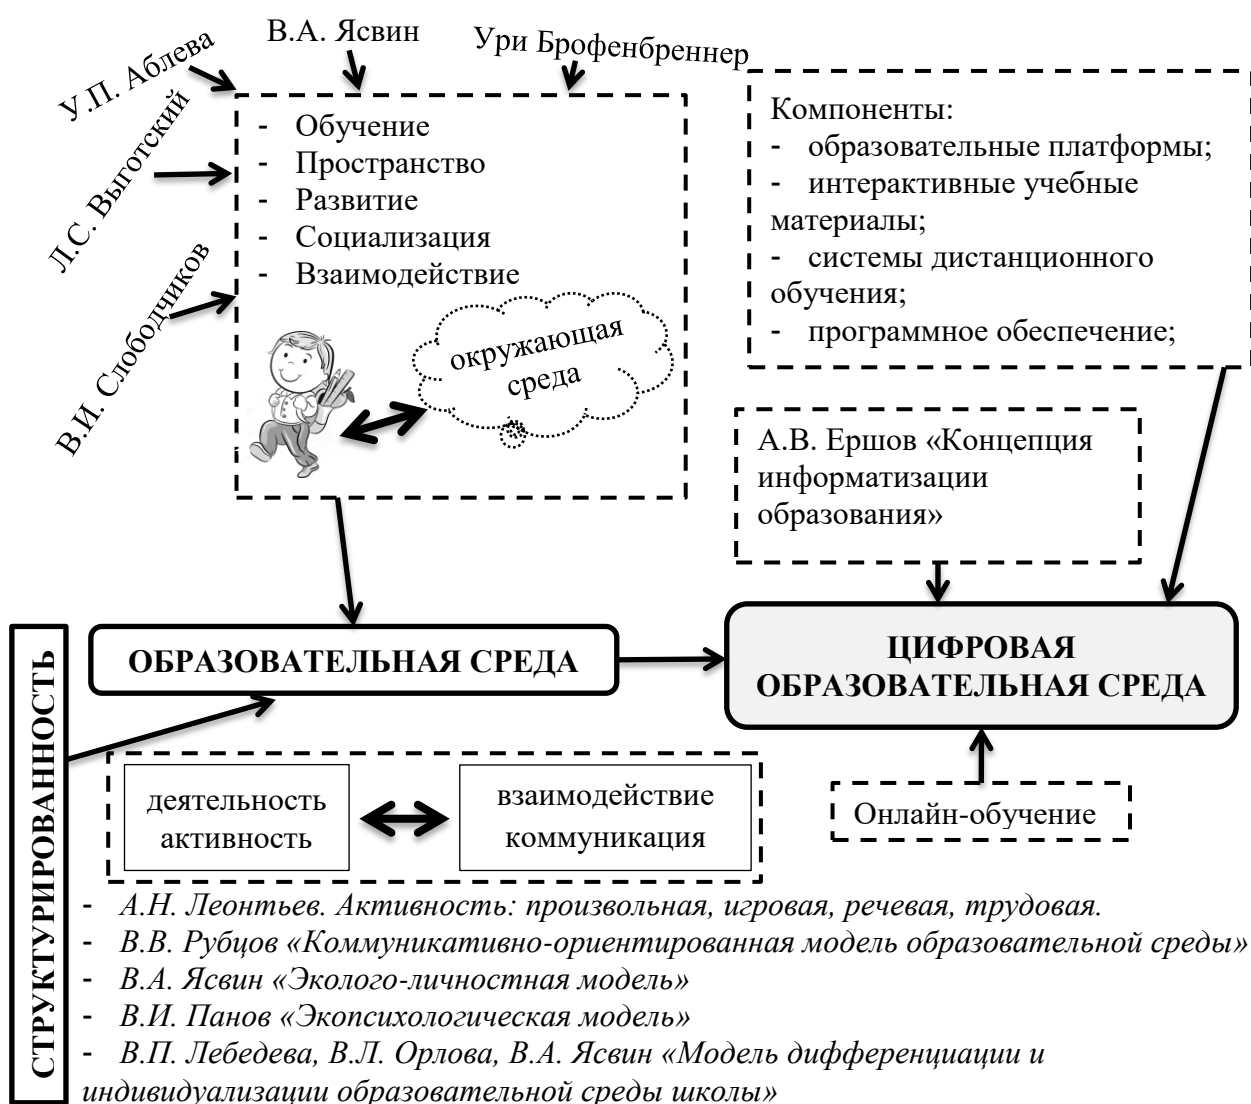 В.А. Ясвин
Ури Брофенбреннер
У.П. Аблева
Л.С. Выготский
В.И. Слободчиков
- Обучение
- Пространство
- Развитие
- Социализация
- Взаимодействие
окружающая
среда
Компоненты:
- образовательные платформы;
- интерактивные учебные
материалы;
- системы дистанционного
обучения;
- программное обеспечение;
А.В. Ершов «Концепция
информатизации
образования»
ОБРАЗОВАТЕЛЬНАЯ СРЕДА
ЦИФРОВАЯ
ОБРАЗОВАТЕЛЬНАЯ СРЕДА
СТРУКТУРИРОВАННОСТЬ
деятельность
активность
взаимодействие
коммуникация
Онлайн-обучение
- А.Н. Леонтьев. Активность: произвольная, игровая, речевая, трудовая.
- В.В. Рубцов «Коммуникативно-ориентированная модель образовательной среды»
- В.А. Ясвин «Эколого-личностная модель»
- В.И. Панов «Экопсихологическая модель»
- В.П. Лебедева, В.Л. Орлова, В.А. Ясвин «Модель дифференциации и
индивидуализации образовательной среды школы»